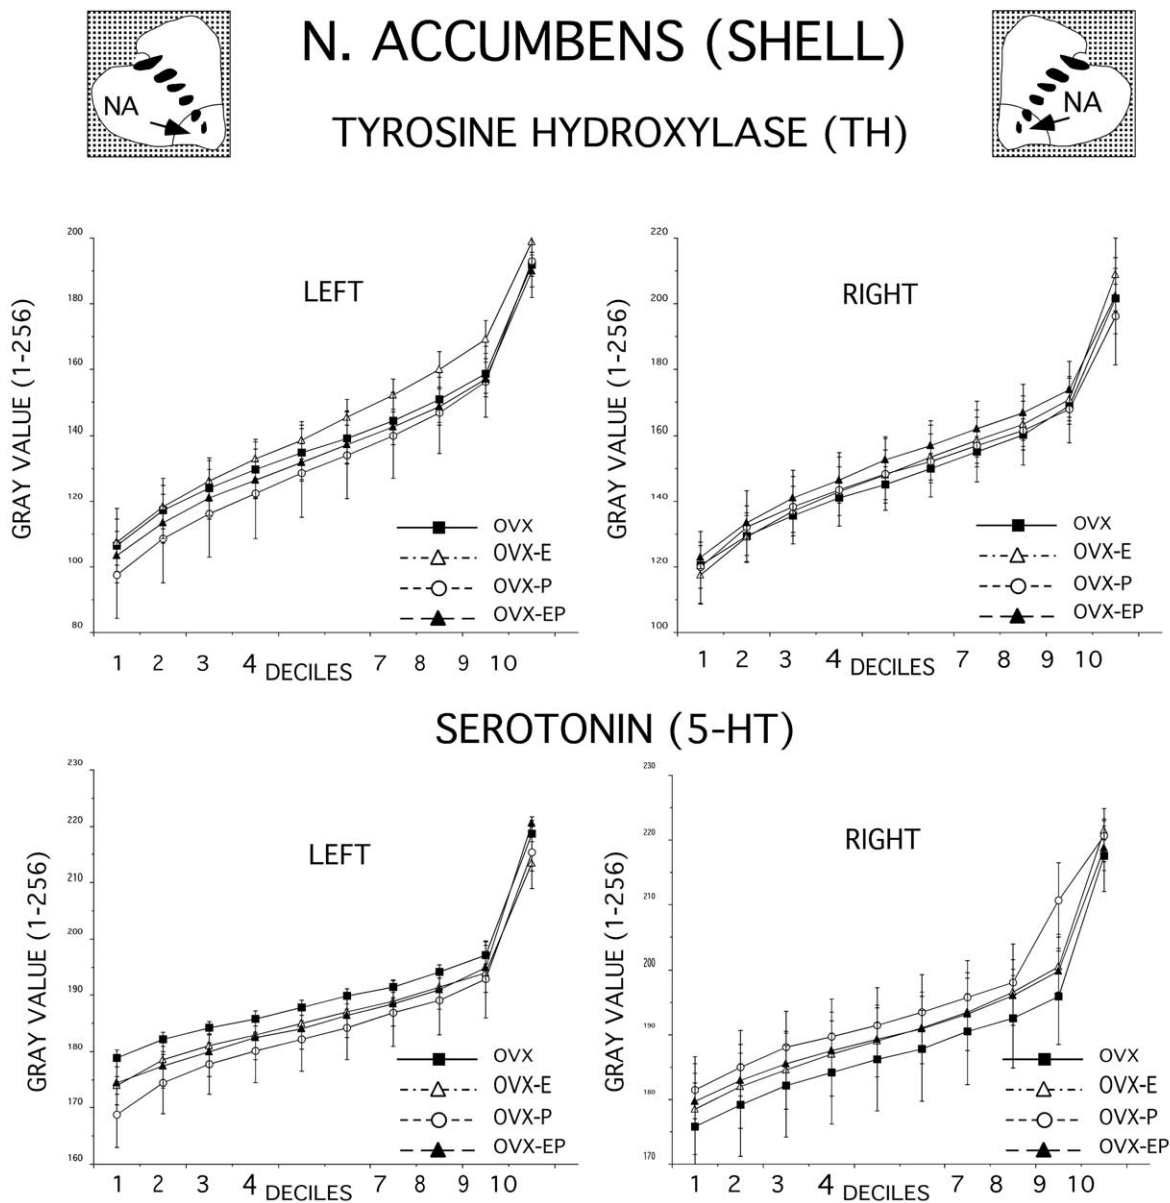 N. ACCUMBENS (SHELL)
TYROSINE HYDROXYLASE (TH)
NA
NA
GRAY VALUE (1-256)
200
180
160
140
120
100
80
LEFT
OVX
OVX-E
OVX-P
OVX-EP
1 2 3 4 DECILES 7 8 9 10
GRAY VALUE (1-256)
220
200
180
160
140
120
100
RIGHT
OVX
OVX-E
OVX-P
OVX-EP
1 2 3 4 DECILES 7 8 9 10
SEROTONIN (5-HT)
GRAY VALUE (1-256)
230
220
210
200
190
180
170
160
LEFT
OVX
OVX-E
OVX-P
OVX-EP
1 2 3 4 DECILES 7 8 9 10
GRAY VALUE (1-256)
230
220
210
200
190
180
170
RIGHT
OVX
OVX-E
OVX-P
OVX-EP
1 2 3 4 DECILES 7 8 9 10